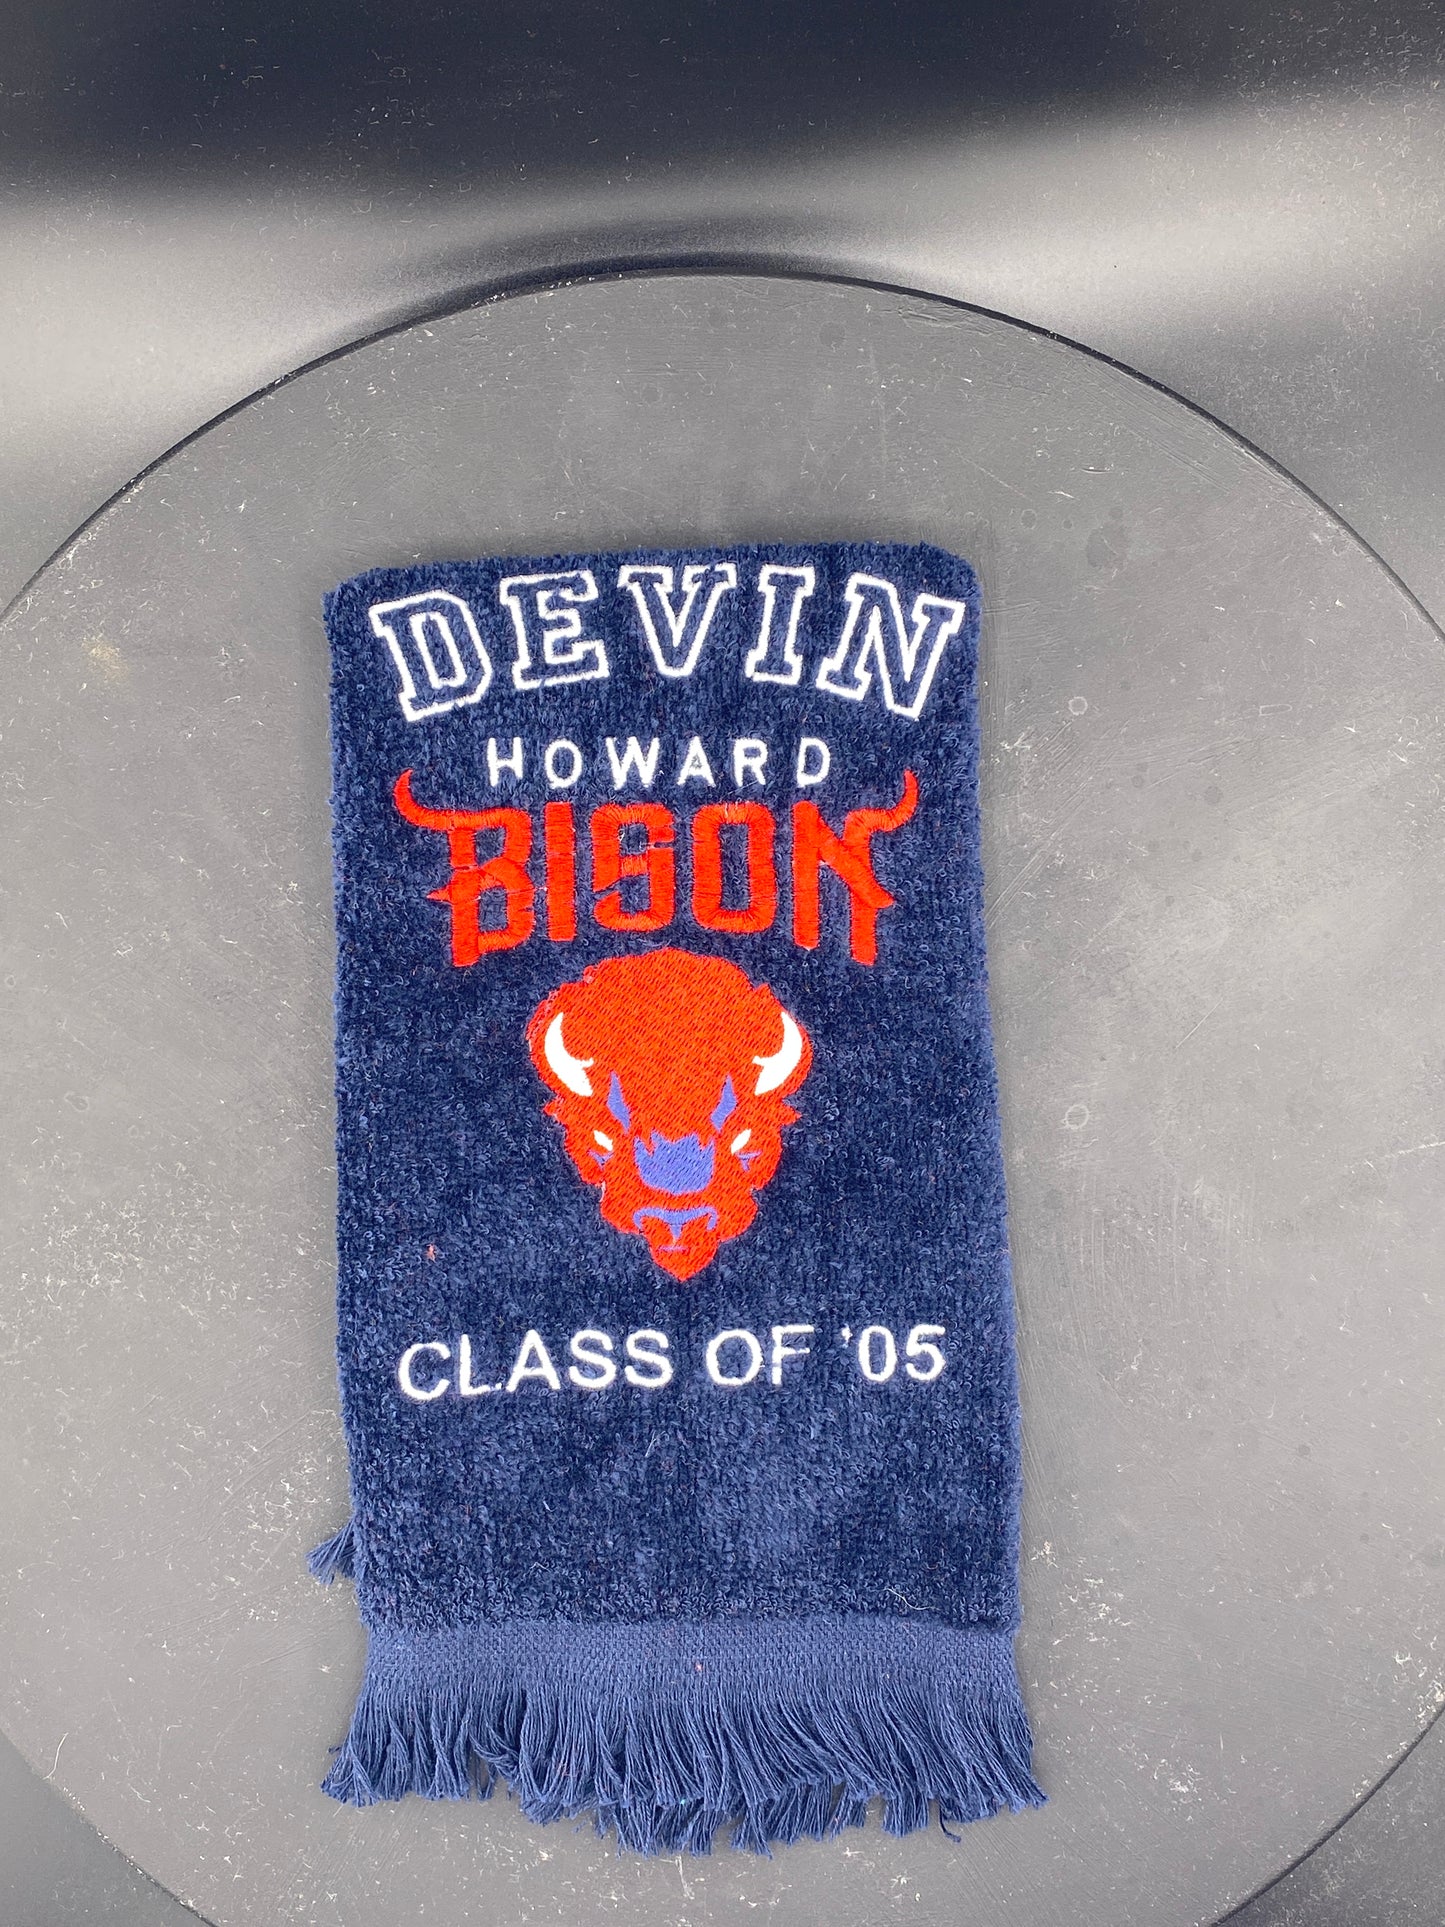 DEVIN
HOWARD
BISON
CLASS OF '05